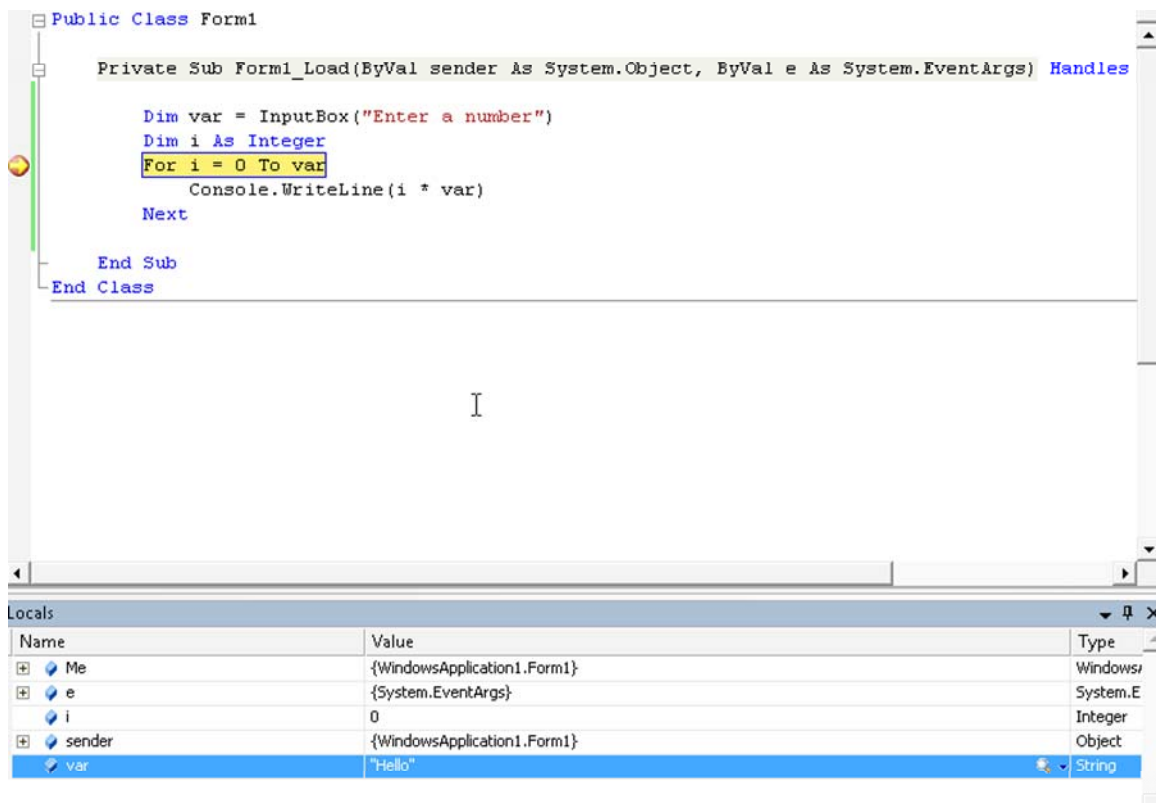 Public Class Form1
Private Sub Form1_Load(ByVal sender As System.Object, ByVal e As System.EventArgs) Handles
Dim var = InputBox("Enter a number")
Dim i As Integer
For i = 0 To var
Console.WriteLine(i * var)
Next
End Sub
End Class
Locals
Name Value Type
Me {WindowsApplication1.Form1} Windows
e {System.EventArgs} System.E
i 0 Integer
sender {WindowsApplication1.Form1} Object
var "Hello" String